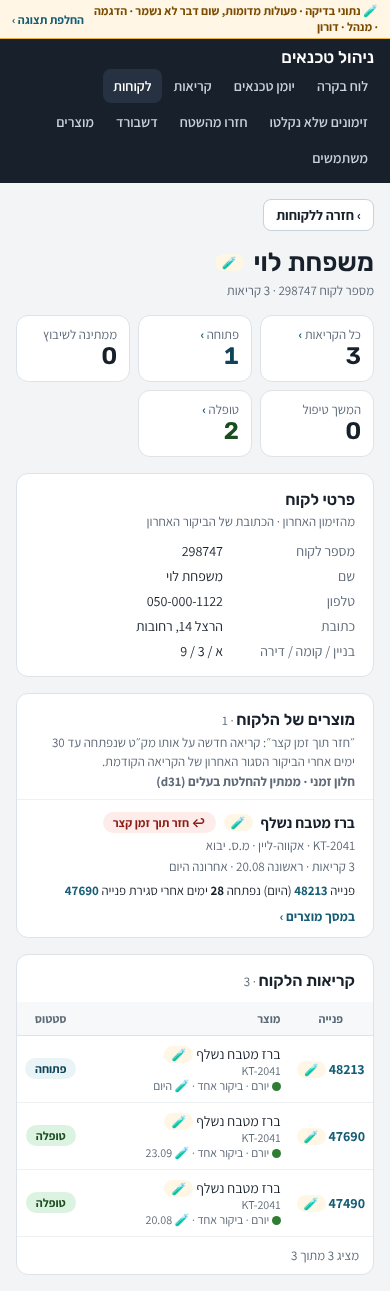 🧪 נתוני בדיקה · פעולות מדומות, שום דבר לא נשמר · הדגמה · מנהל · דורון
החלפת תצוגה ›
ניהול טכנאים
לוח בקרה יומן טכנאים קריאות לקוחות
זימונים שלא נקלטו חזרו מהשטח דשבורד מוצרים
משתמשים
› חזרה ללקוחות
משפחת לוי 🧪
מספר לקוח 298747 · 3 קריאות
כל הקריאות ›
3
פתוחה ›
1
ממתינה לשיבוץ
0
המשך טיפול
0
טופלה ›
2
פרטי לקוח
מהזימון האחרון · הכתובת של הביקור האחרון
מספר לקוח 298747
שם משפחת לוי
טלפון 050-000-1122
כתובת הרצל 14, רחובות
בניין / קומה / דירה א / 3 / 9
מוצרים של הלקוח · 1
״חזר תוך זמן קצר״: קריאה חדשה על אותו מק״ט שנפתחה עד 30
ימים אחרי הביקור הסגור האחרון של הקריאה הקודמת.
חלון זמני · ממתין להחלטת בעלים (d31)
ברז מטבח נשלף 🧪 ↩ חזר תוך זמן קצר
KT-2041 · אקווה-ליין · מ.ס. יבוא
3 קריאות · ראשונה 20.08 · אחרונה היום
פנייה 48213 (היום) נפתחה 28 ימים אחרי סגירת פנייה 47690
במסך מוצרים ›
קריאות הלקוח · 3
פנייה מוצר סטטוס
48213 🧪 ברז מטבח נשלף 🧪 פתוחה
KT-2041
יורם · ביקור אחד · 🧪 היום
47690 🧪 ברז מטבח נשלף 🧪 טופלה
KT-2041
יורם · ביקור אחד · 🧪 23.09
47490 🧪 ברז מטבח נשלף 🧪 טופלה
KT-2041
יורם · ביקור אחד · 🧪 20.08
מציג 3 מתוך 3